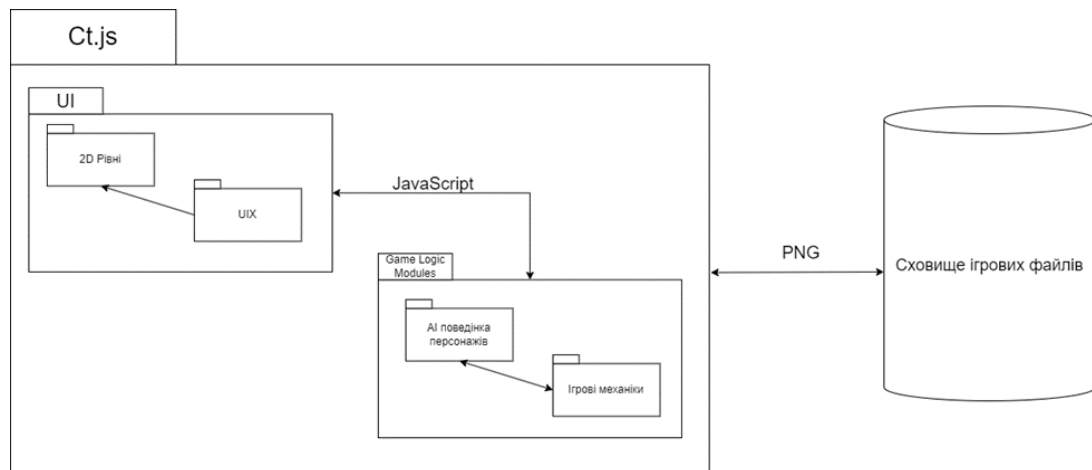 Ct.js
UI
2D Рівні
UIX
JavaScript
Game Logic
Modules
AI поведінка
персонажів
Ігрові механіки
PNG
Сховище ігрових файлів